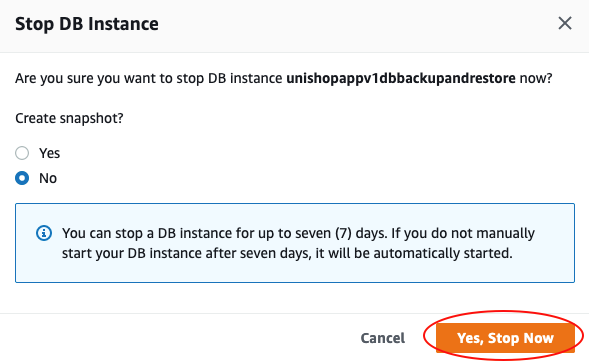 Stop DB Instance
Are you sure you want to stop DB instance unishopappv1dbbackupandrestore now?
Create snapshot?
Yes
No
You can stop a DB instance for up to seven (7) days. If you do not manually
start your DB instance after seven days, it will be automatically started.
Cancel
Yes, Stop Now